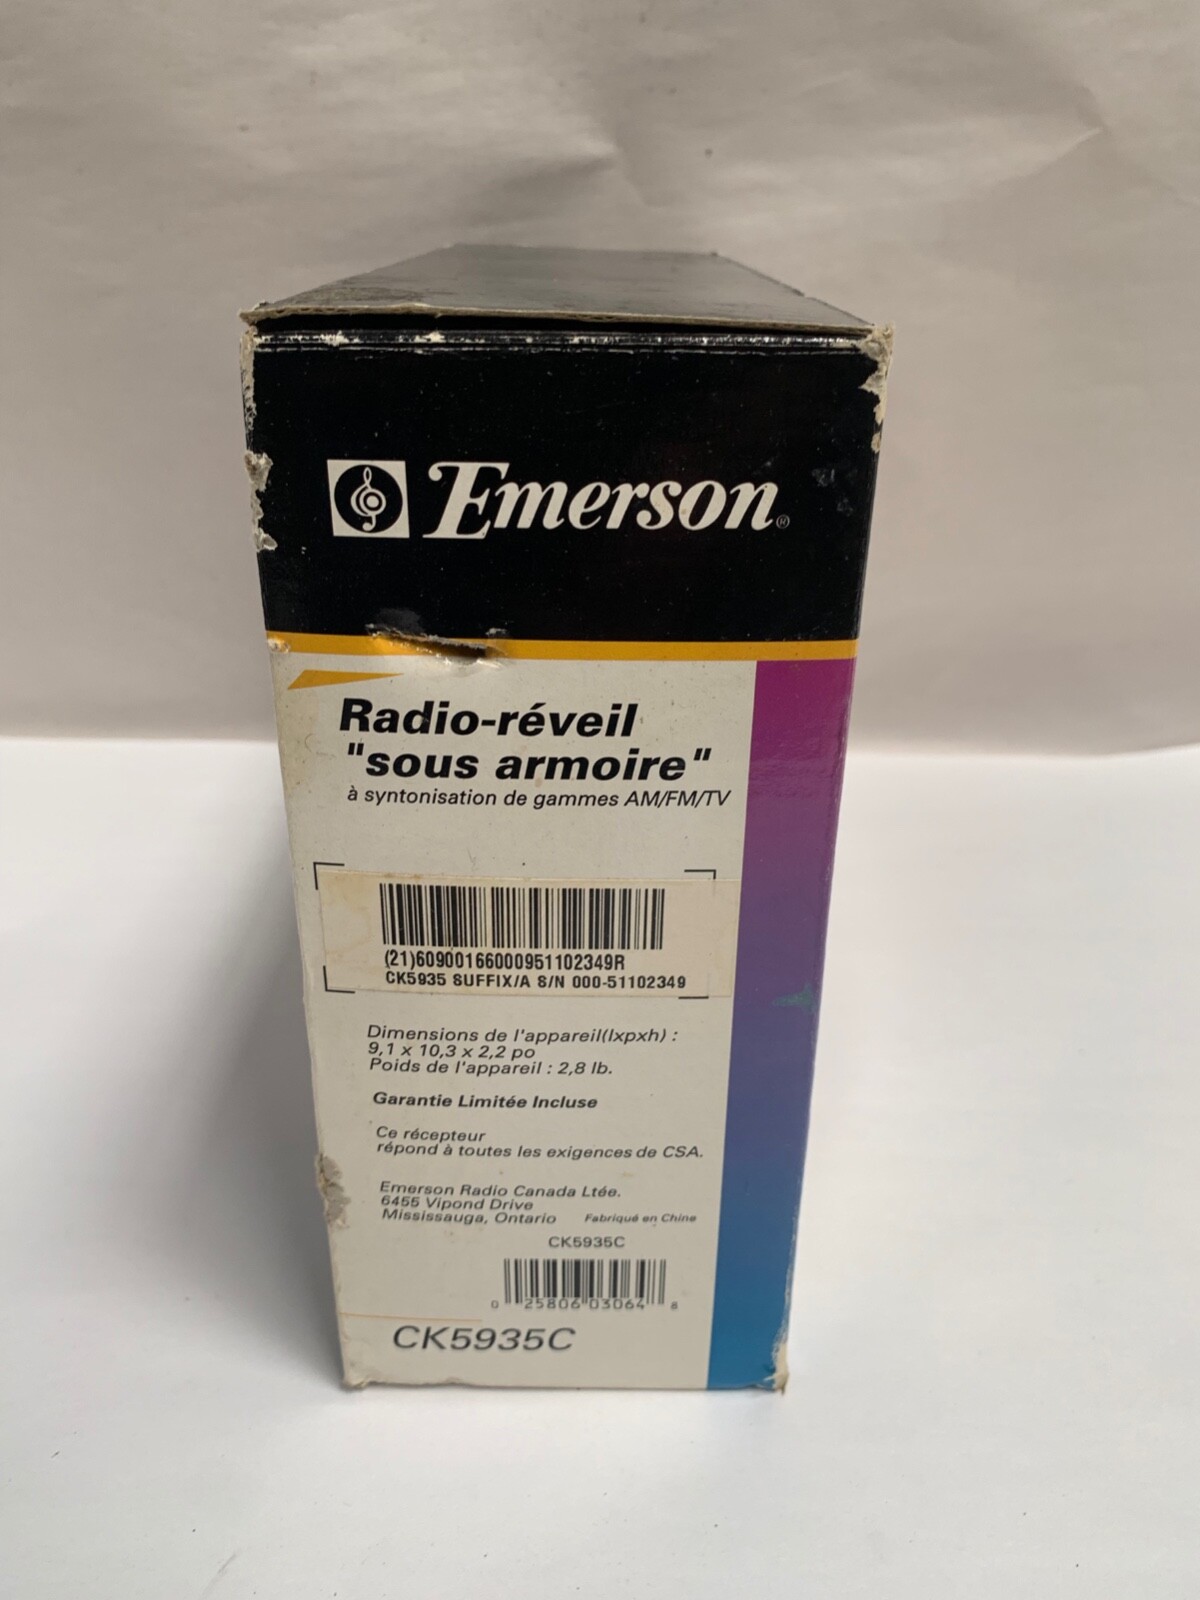 Emerson®
Radio-réveil
"sous armoire"
à syntonisation de gammes AM/FM/TV
(21)60900166000951102349R
CK5935 SUFFIX/A S/N 000-51102349
Dimensions de l'appareil(lxpxh) :
9,1 x 10,3 x 2,2 po
Poids de l'appareil : 2,8 lb.
Garantie Limitée Incluse
Ce récepteur
répond à toutes les exigences de CSA.
Emerson Radio Canada Ltée.
6455 Vipond Drive
Mississauga, Ontario Fabriqué en Chine
CK5935C
0 25806 03064 8
CK5935C